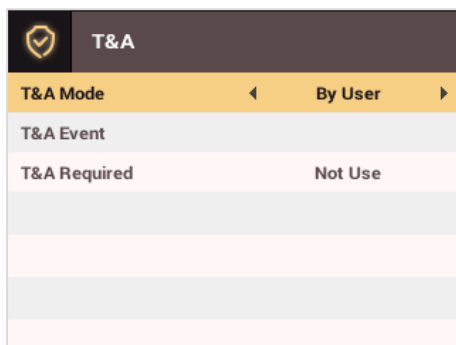 T&A
T&A Mode By User
T&A Event
T&A Required Not Use